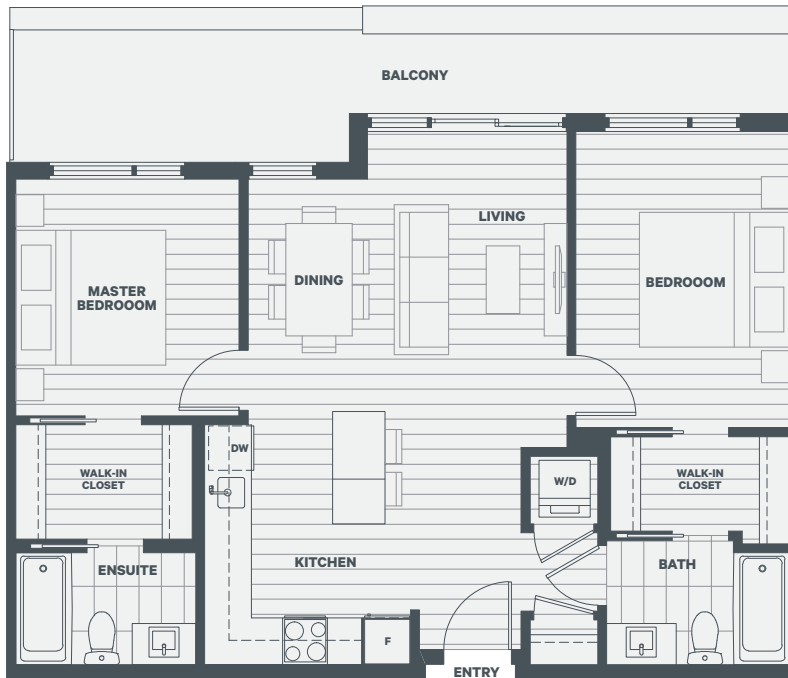 BALCONY
LIVING
DINING
MASTER
BEDROOOM
BEDROOOM
DW
WALK-IN
CLOSET
W/D
WALK-IN
CLOSET
KITCHEN
ENSUITE
BATH
F
ENTRY